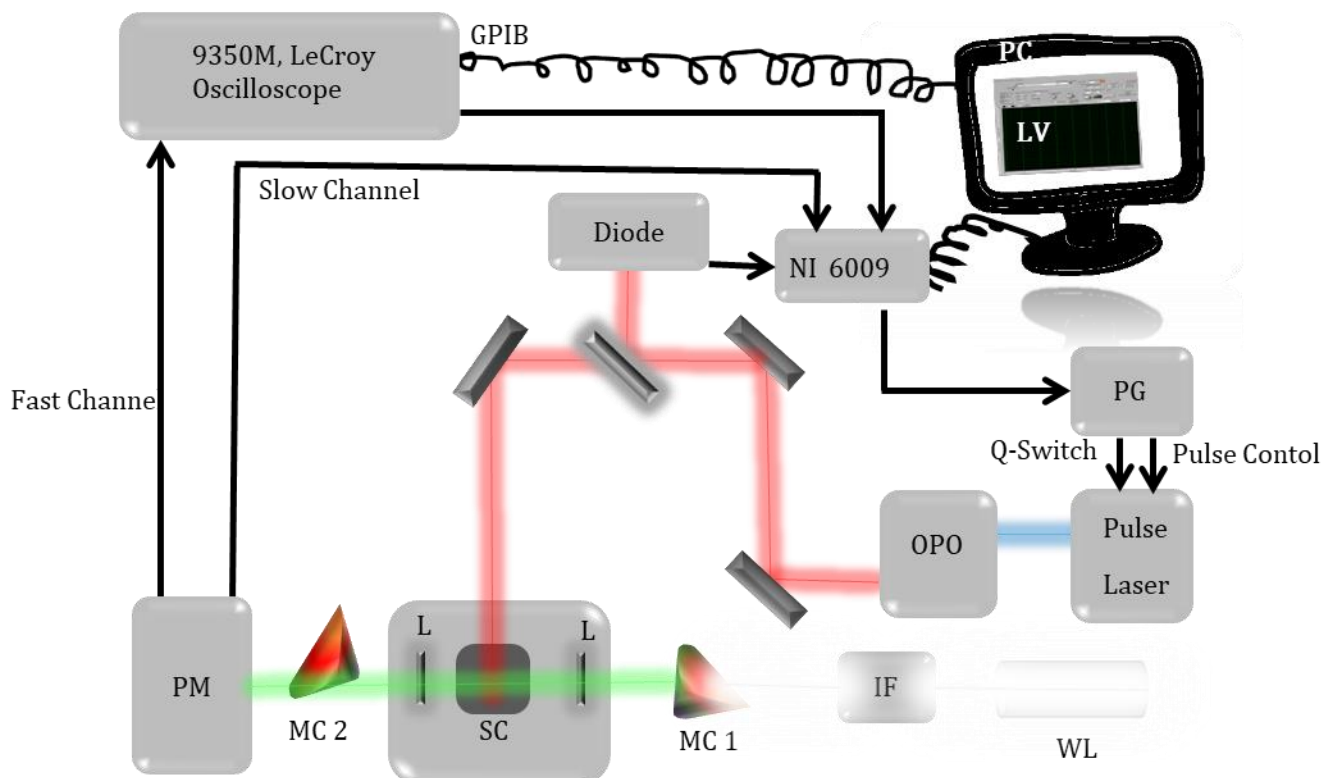 GPIB
9350M, LeCroy
Oscilloscope
PC
LV
Slow Channel
Diode
NI 6009
Fast Channe
PG
Q-Switch
Pulse Contol
OPO
Pulse
Laser
L
L
PM
IF
MC 2
SC
MC 1
WL